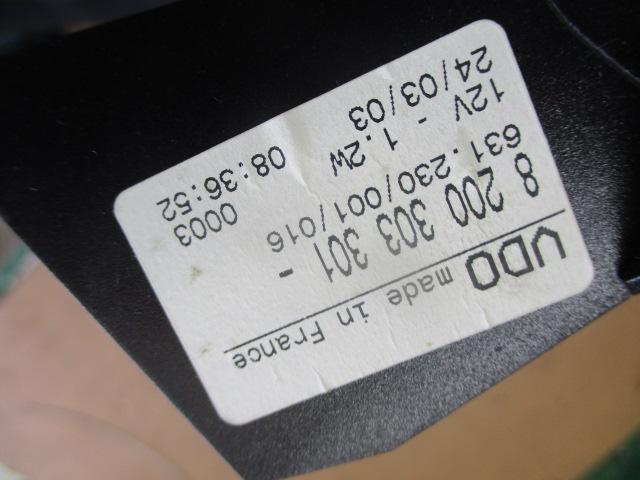 VDO made in France
8 200 303 301 -
631.230/001/016
12V - 1.2W 0003
24/03/03 08:36:52